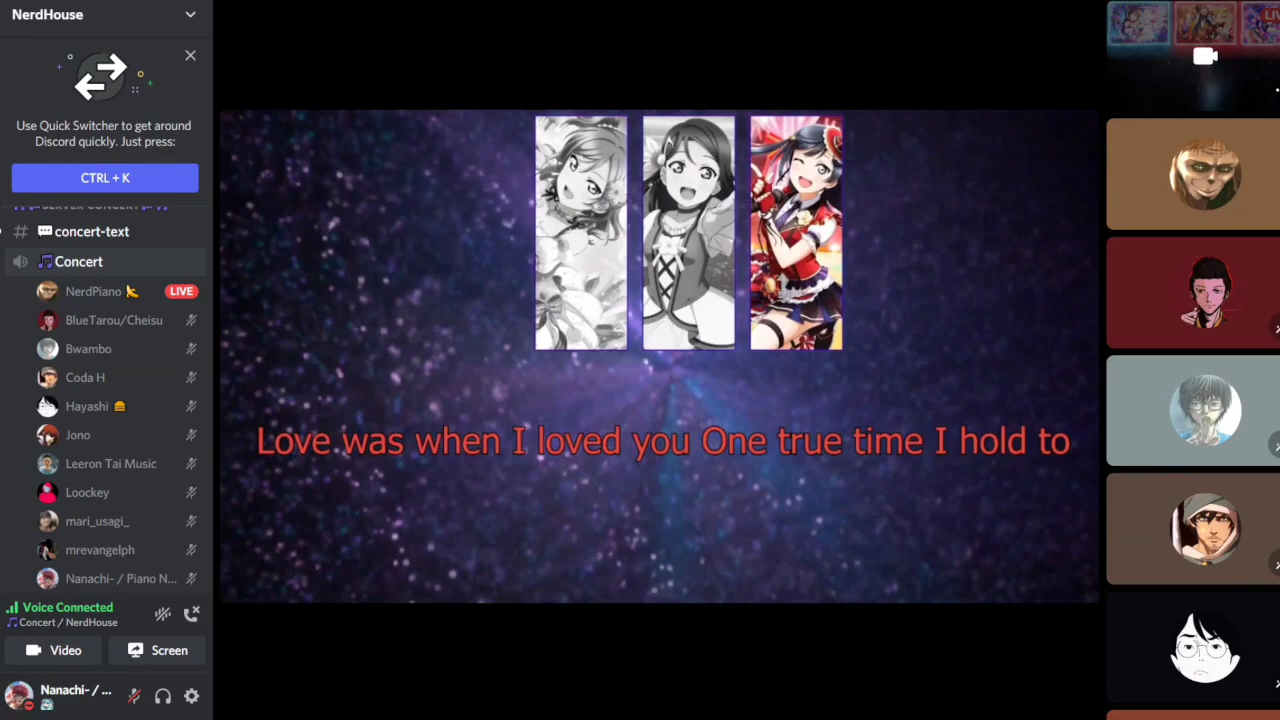 NerdHouse
Use Quick Switcher to get around
Discord quickly. Just press:
CTRL + K
SERVER CONCERT
concert-text
Concert
NerdPiano
LIVE
BlueTarou/Cheisu
Bwambo
Coda H
Hayashi
Jono
Leeron Tai Music
Loockey
mari_usagi_
mrevangelph
Nanachi- / Piano N...
Voice Connected
Concert / NerdHouse
Video
Screen
Nanachi- / ...
Love was when I loved you One true time I hold to